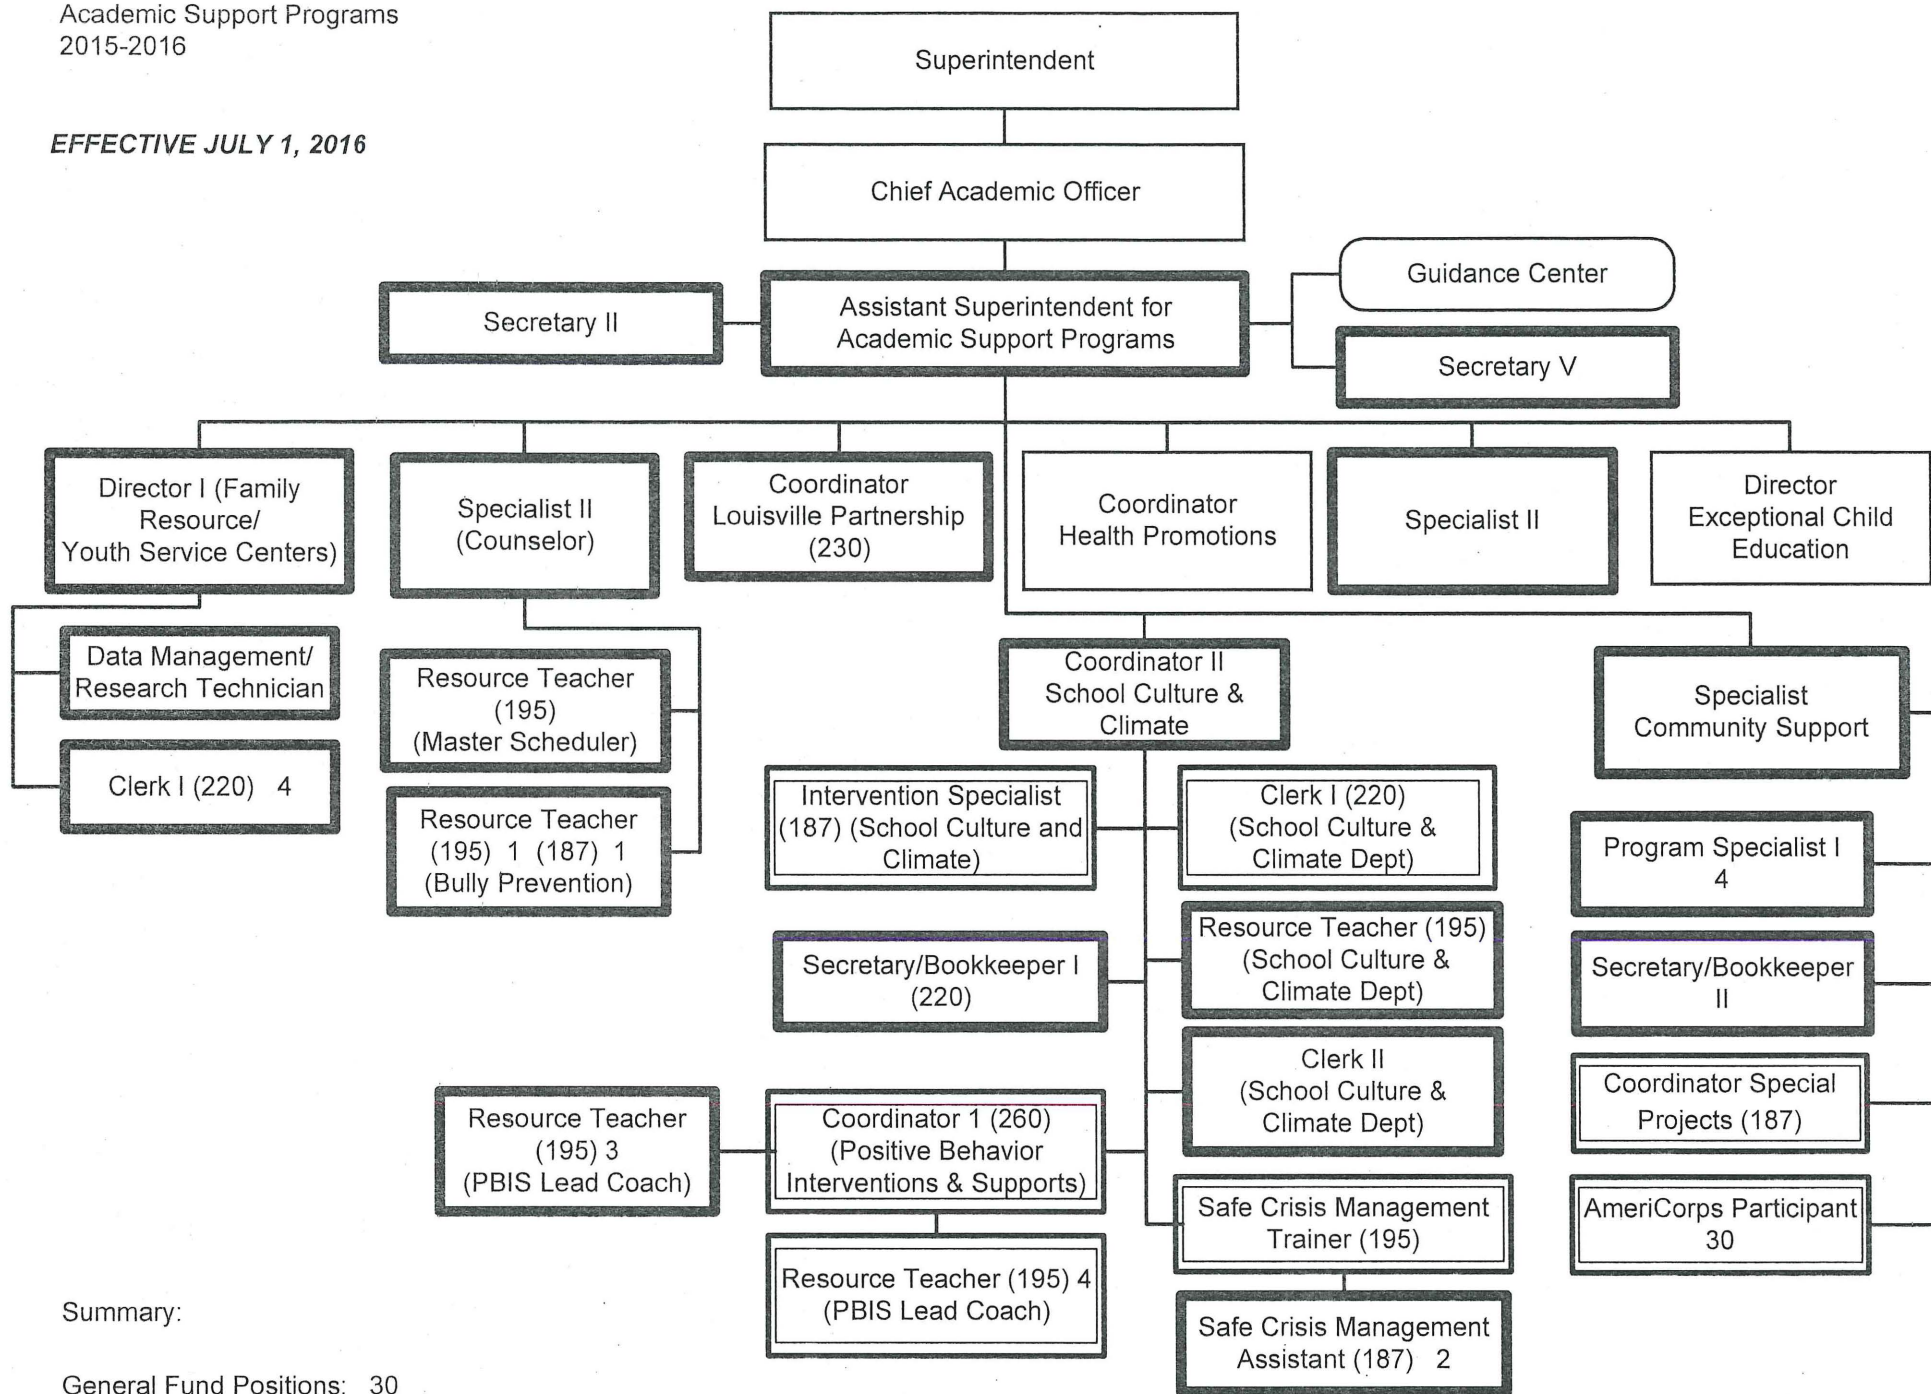 Academic Support Programs
2015-2016
EFFECTIVE JULY 1, 2016
Superintendent
Chief Academic Officer
Secretary II
Assistant Superintendent for
Academic Support Programs
Guidance Center
Secretary V
Director I (Family
Resource/
Youth Service Centers)
Specialist II
(Counselor)
Coordinator
Louisville Partnership
(230)
Coordinator
Health Promotions
Specialist II
Director
Exceptional Child
Education
Data Management/
Research Technician
Clerk I (220) 4
Resource Teacher
(195)
(Master Scheduler)
Resource Teacher
(195) 1 (187) 1
(Bully Prevention)
Coordinator II
School Culture &
Climate
Specialist
Community Support
Intervention Specialist
(187) (School Culture and
Climate)
Clerk I (220)
(School Culture &
Climate Dept)
Secretary/Bookkeeper I
(220)
Resource Teacher (195)
(School Culture &
Climate Dept)
Clerk II
(School Culture &
Climate Dept)
Resource Teacher
(195) 3
(PBIS Lead Coach)
Coordinator 1 (260)
(Positive Behavior
Interventions & Supports)
Resource Teacher (195) 4
(PBIS Lead Coach)
Safe Crisis Management
Trainer (195)
Safe Crisis Management
Assistant (187) 2
Program Specialist I
4
Secretary/Bookkeeper
II
Coordinator Special
Projects (187)
AmeriCorps Participant
30
Summary:
General Fund Positions: 30